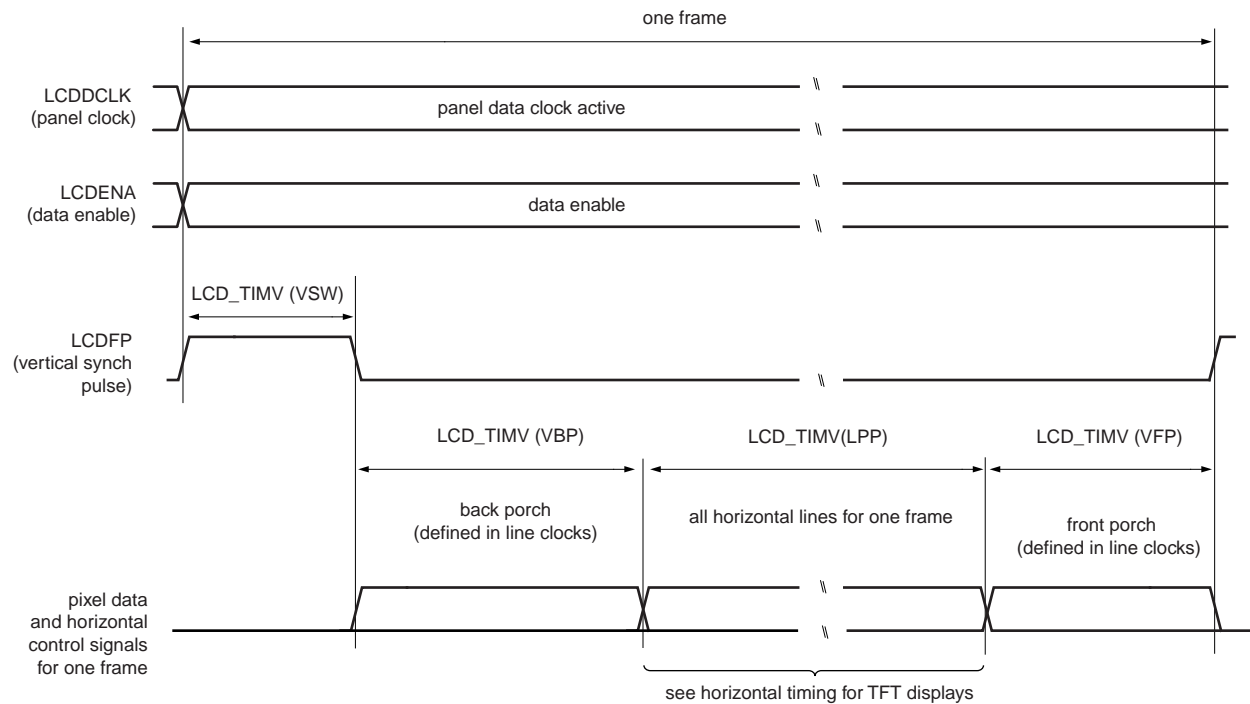 one frame
LCDDCLK
(panel clock)
panel data clock active
LCDENA
(data enable)
data enable
LCD_TIMV (VSW)
LCDFP
(vertical synch
pulse)
LCD_TIMV (VBP)
LCD_TIMV(LPP)
LCD_TIMV (VFP)
back porch
(defined in line clocks)
all horizontal lines for one frame
front porch
(defined in line clocks)
pixel data
and horizontal
control signals
for one frame
see horizontal timing for TFT displays